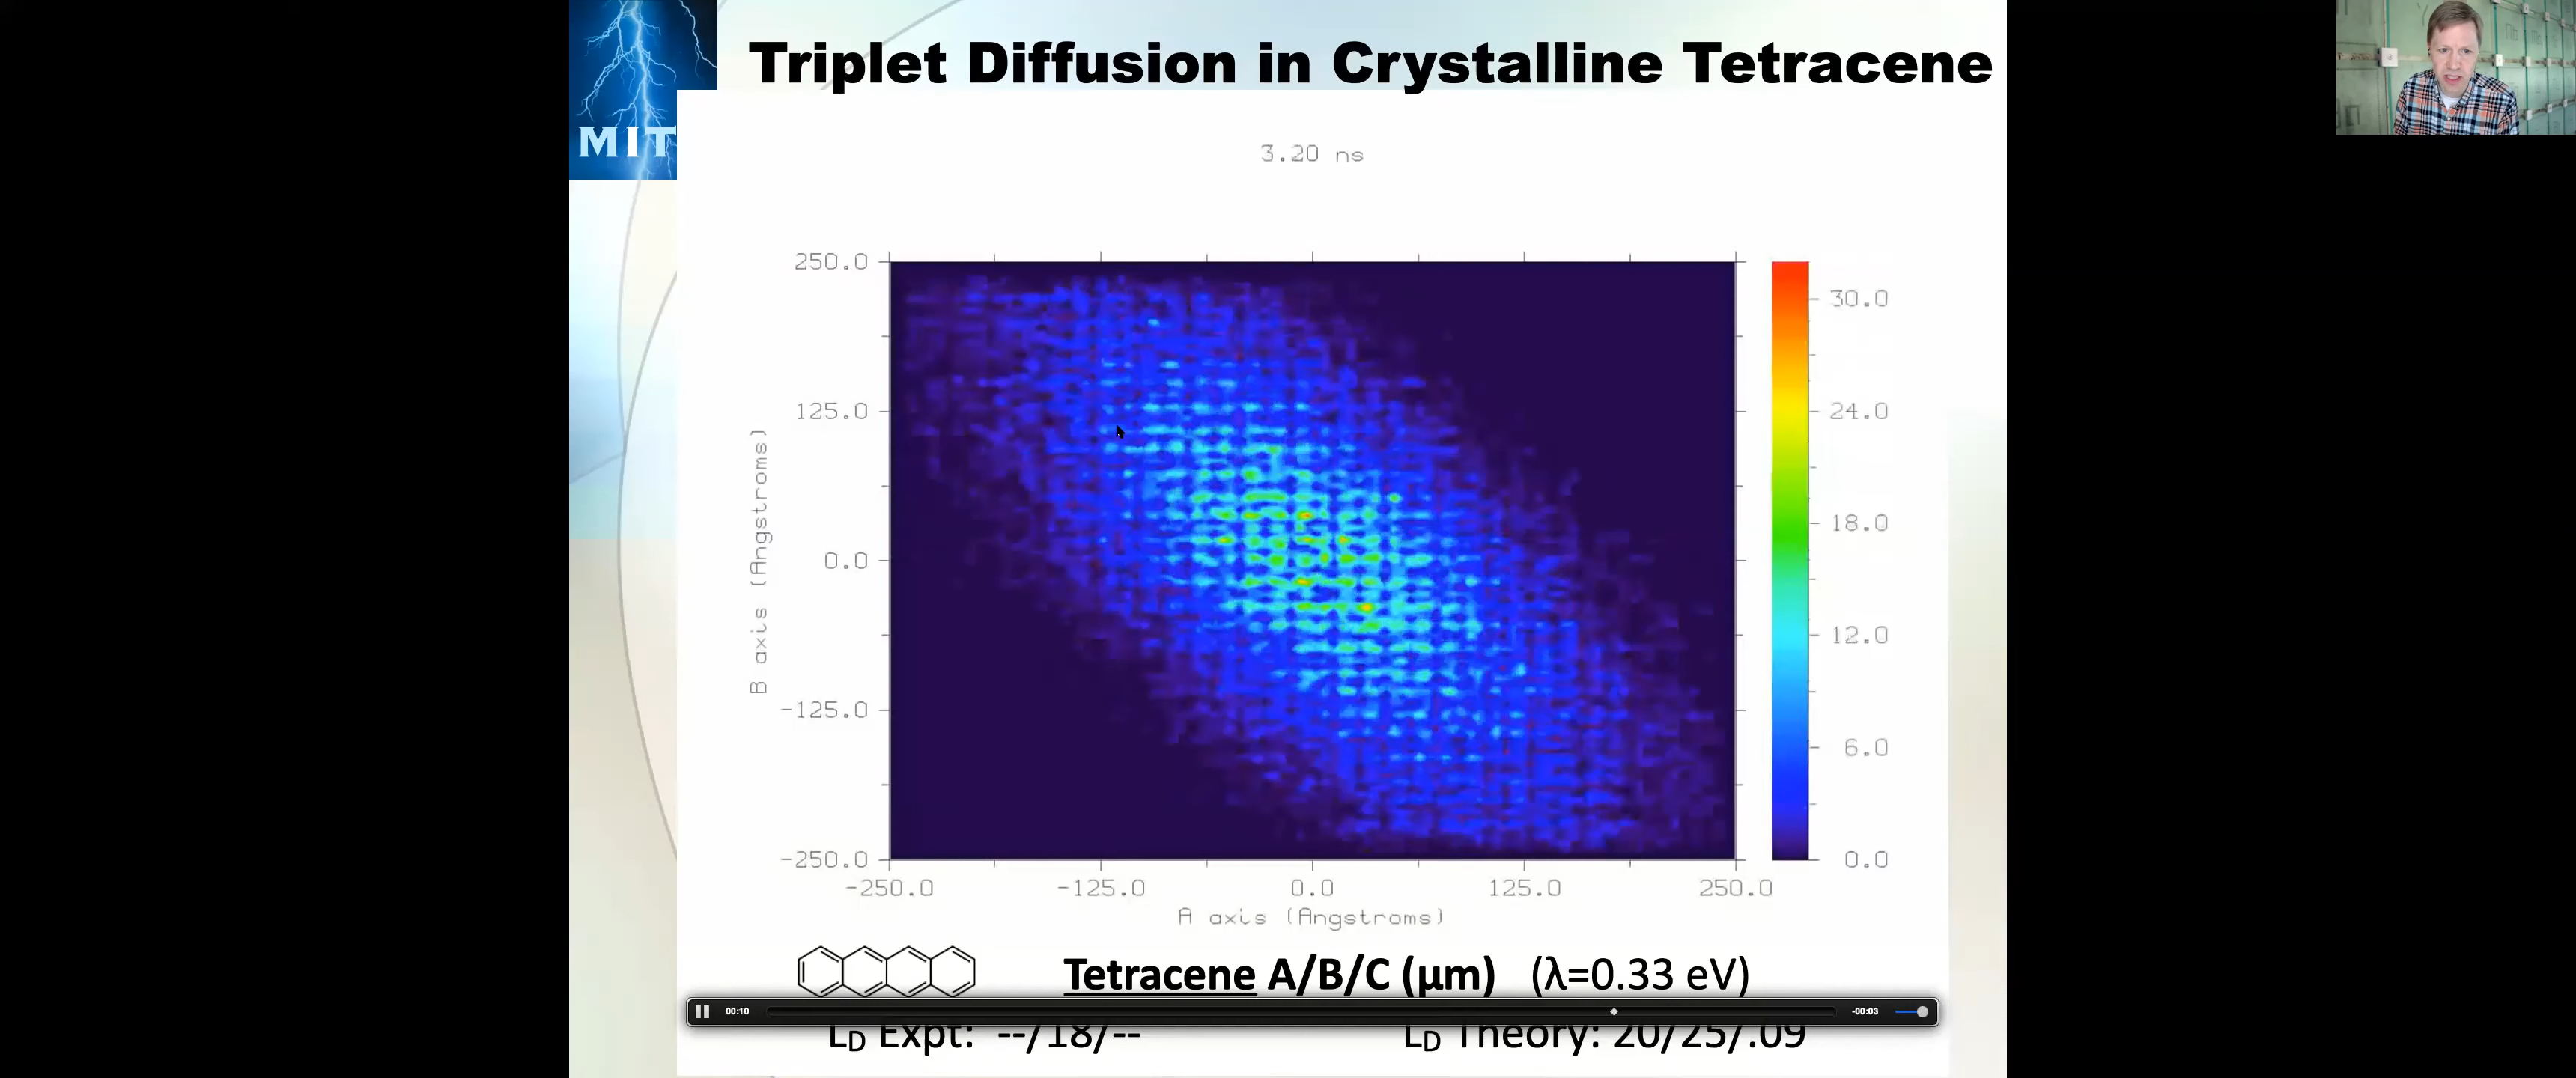 MIT
Triplet Diffusion in Crystalline Tetracene
3.20 ns
250.0
125.0
0.0
-125.0
-250.0
B axis (Angstroms)
-250.0
-125.0
0.0
125.0
250.0
A axis (Angstroms)
30.0
24.0
18.0
12.0
6.0
0.0
Tetracene A/B/C (μm) (λ=0.33 eV)
00:10
-00:03
LD Expt: --/18/--
LD Theory: 20/25/.09